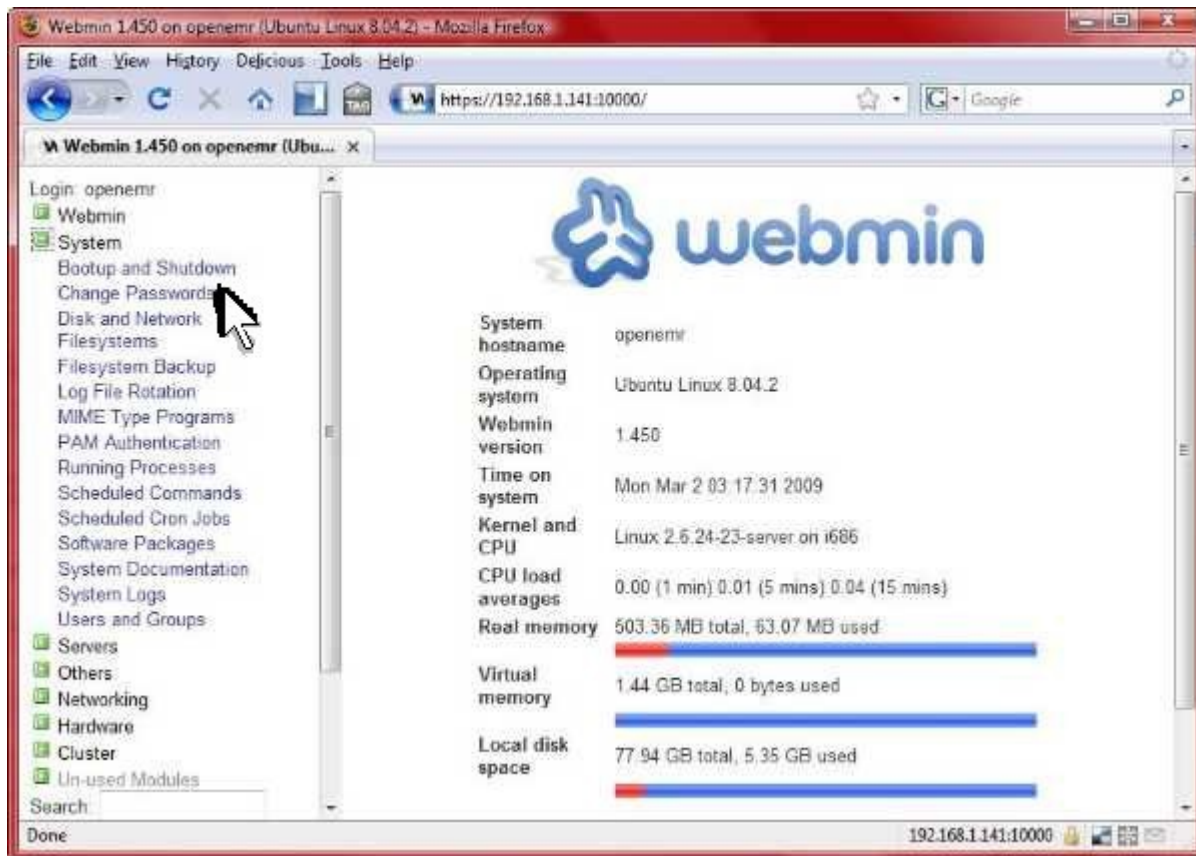 Webmin 1.450 on openemr (Ubuntu Linux 8.04.2) - Mozilla Firefox
File Edit View History Delicious Tools Help
https://192.168.1.141:10000/
Google
Webmin 1.450 on openemr (Ubu...
Login: openemr
Webmin
System
Bootup and Shutdown
Change Passwords
Disk and Network
Filesystems
Filesystem Backup
Log File Rotation
MIME Type Programs
PAM Authentication
Running Processes
Scheduled Commands
Scheduled Cron Jobs
Software Packages
System Documentation
System Logs
Users and Groups
Servers
Others
Networking
Hardware
Cluster
Un-used Modules
Search:
webmin
System
hostname
openemr
Operating
system
Ubuntu Linux 8.04.2
Webmin
version
1.450
Time on
system
Mon Mar 2 03:17:31 2009
Kernel and
CPU
Linux 2.6.24-23-server on i686
CPU load
averages
0.00 (1 min) 0.01 (5 mins) 0.04 (15 mins)
Real memory
503.36 MB total, 63.07 MB used
Virtual
memory
1.44 GB total, 0 bytes used
Local disk
space
77.94 GB total, 5.35 GB used
Done
192.168.1.141:10000